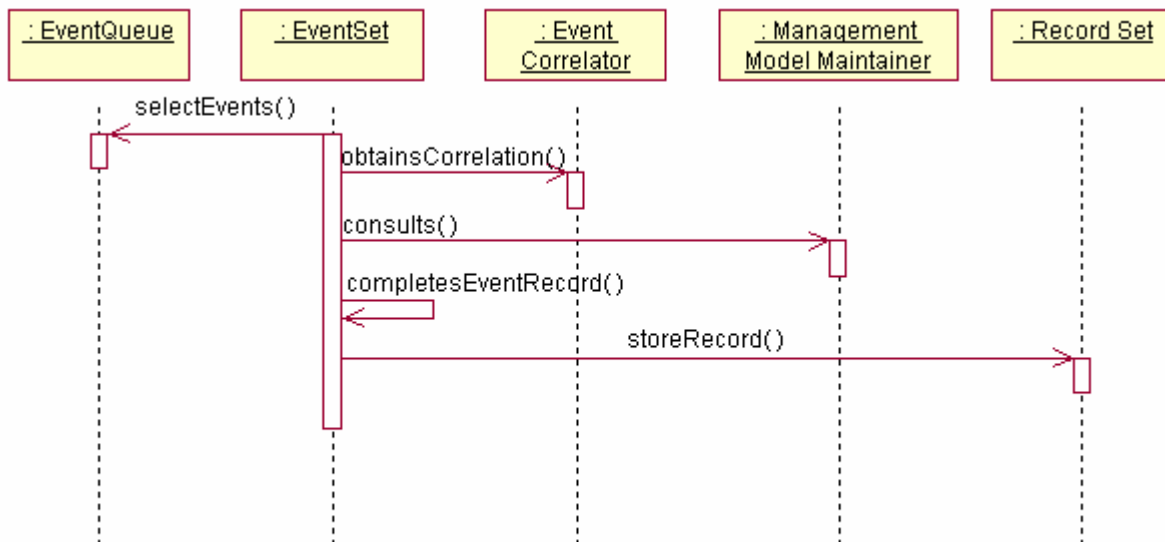 : EventQueue
: EventSet
: Event
Correlator
: Management
Model Maintainer
: Record Set
selectEvents()
obtainsCorrelation()
consults()
completesEventRecord()
storeRecord()